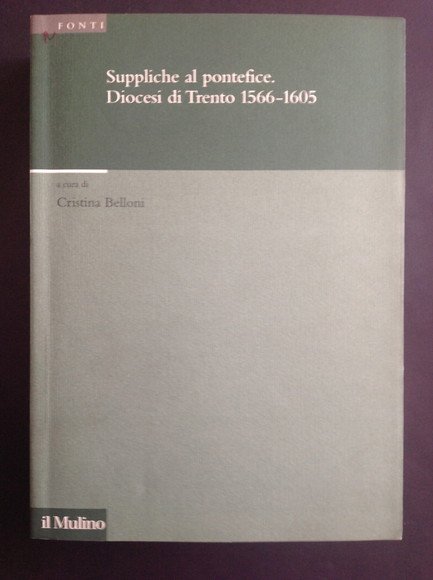 FONTI
Suppliche al pontefice.
Diocesi di Trento 1566-1605
a cura di
Cristina Belloni
il Mulino